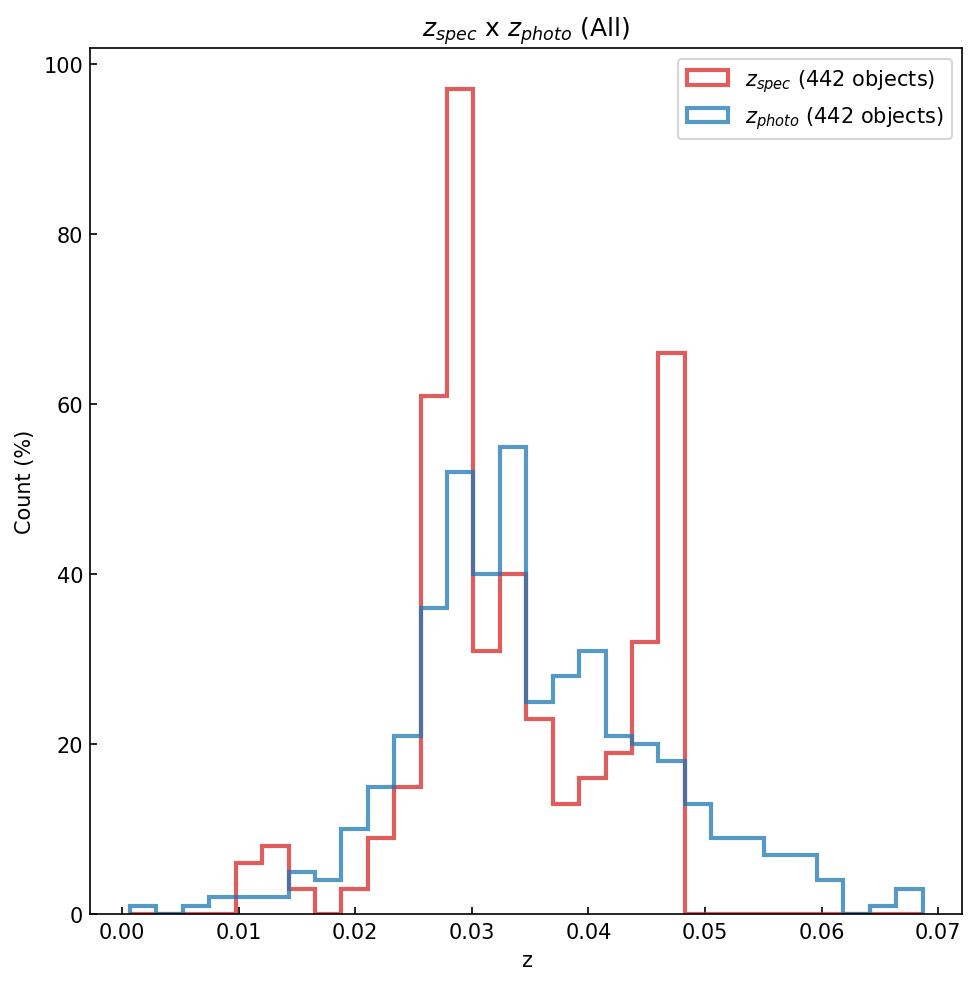 z_spec x z_photo (All)
z_spec (442 objects)
z_photo (442 objects)
Count (%)
100
80
60
40
20
0
0.00 0.01 0.02 0.03 0.04 0.05 0.06 0.07
z